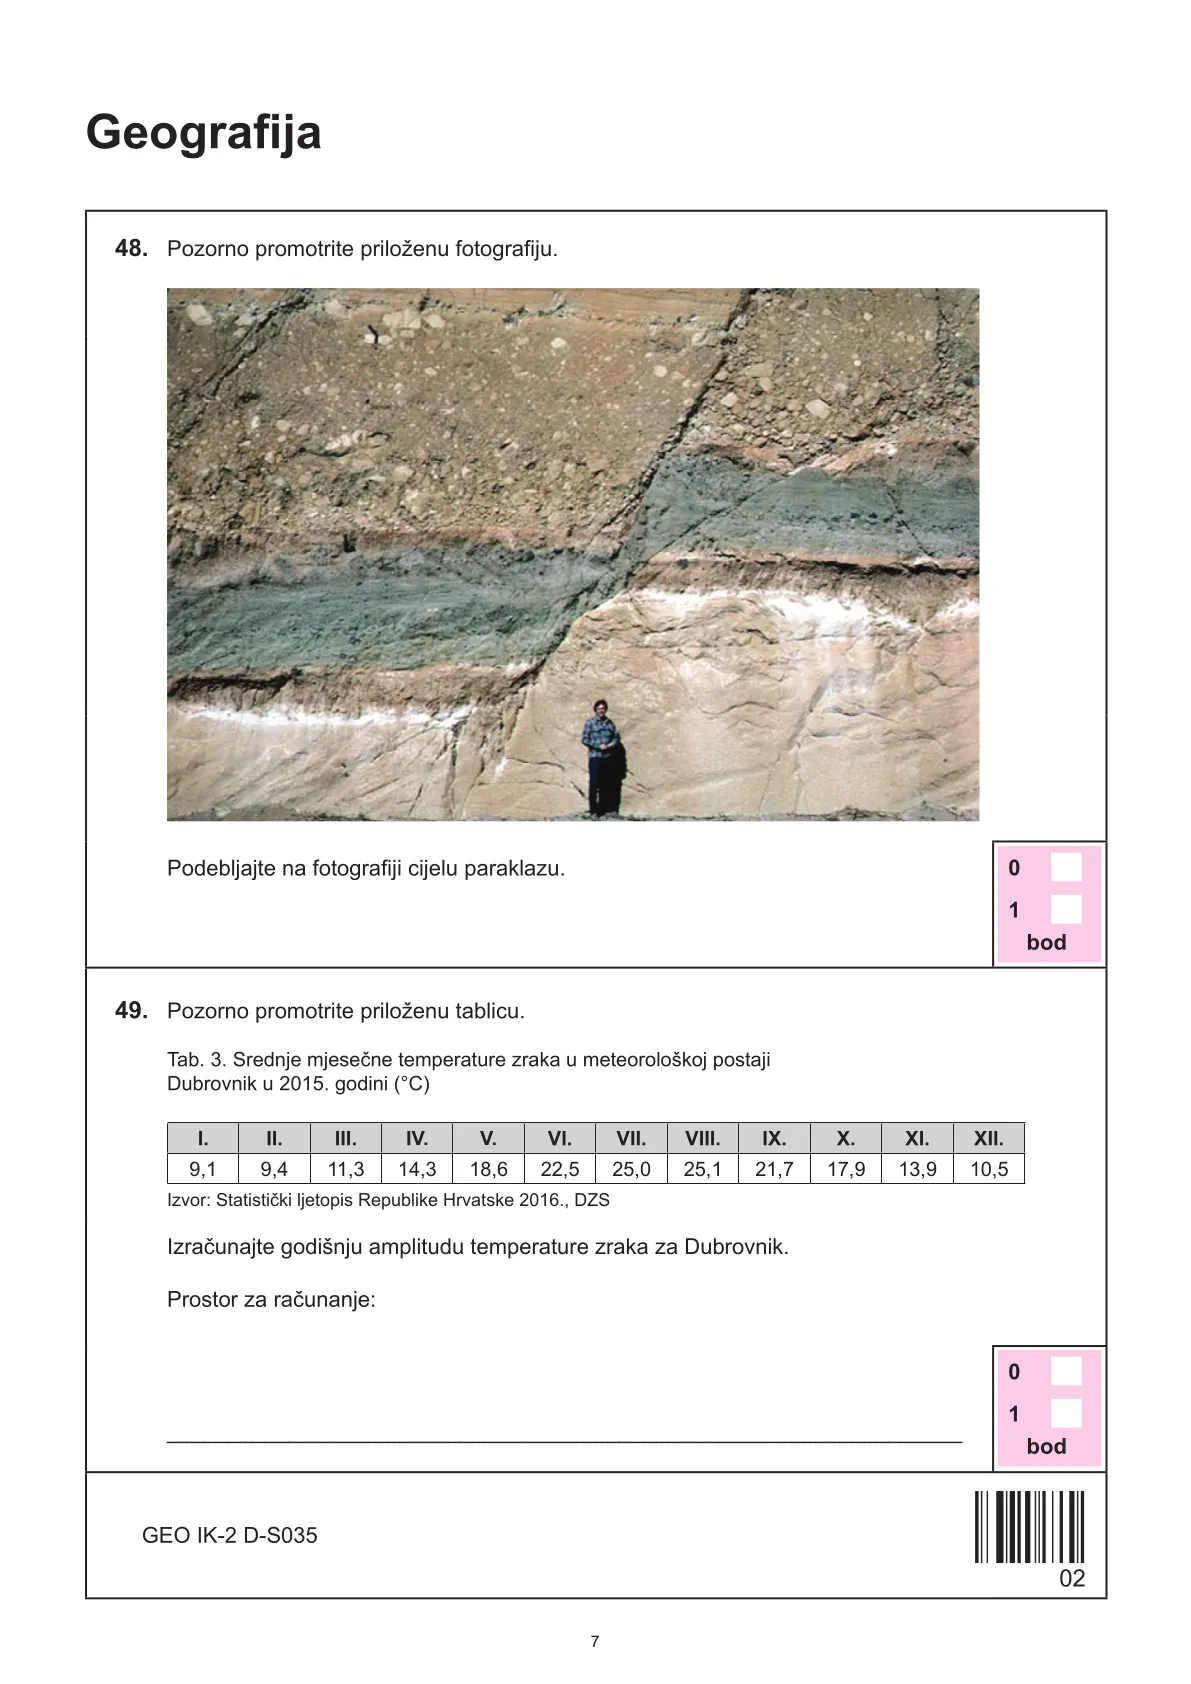 Geografija
48. Pozorno promotrite priloženu fotografiju.
Podebljajte na fotografiji cijelu paraklazu.
0
1
bod
49. Pozorno promotrite priloženu tablicu.
Tab. 3. Srednje mjesečne temperature zraka u meteorološkoj postaji
Dubrovnik u 2015. godini (°C)
I. II. III. IV. V. VI. VII. VIII. IX. X. XI. XII.
9,1 9,4 11,3 14,3 18,6 22,5 25,0 25,1 21,7 17,9 13,9 10,5
Izvor: Statistički ljetopis Republike Hrvatske 2016., DZS
Izračunajte godišnju amplitudu temperature zraka za Dubrovnik.
Prostor za računanje:
0
1
bod
GEO IK-2 D-S035
02
7